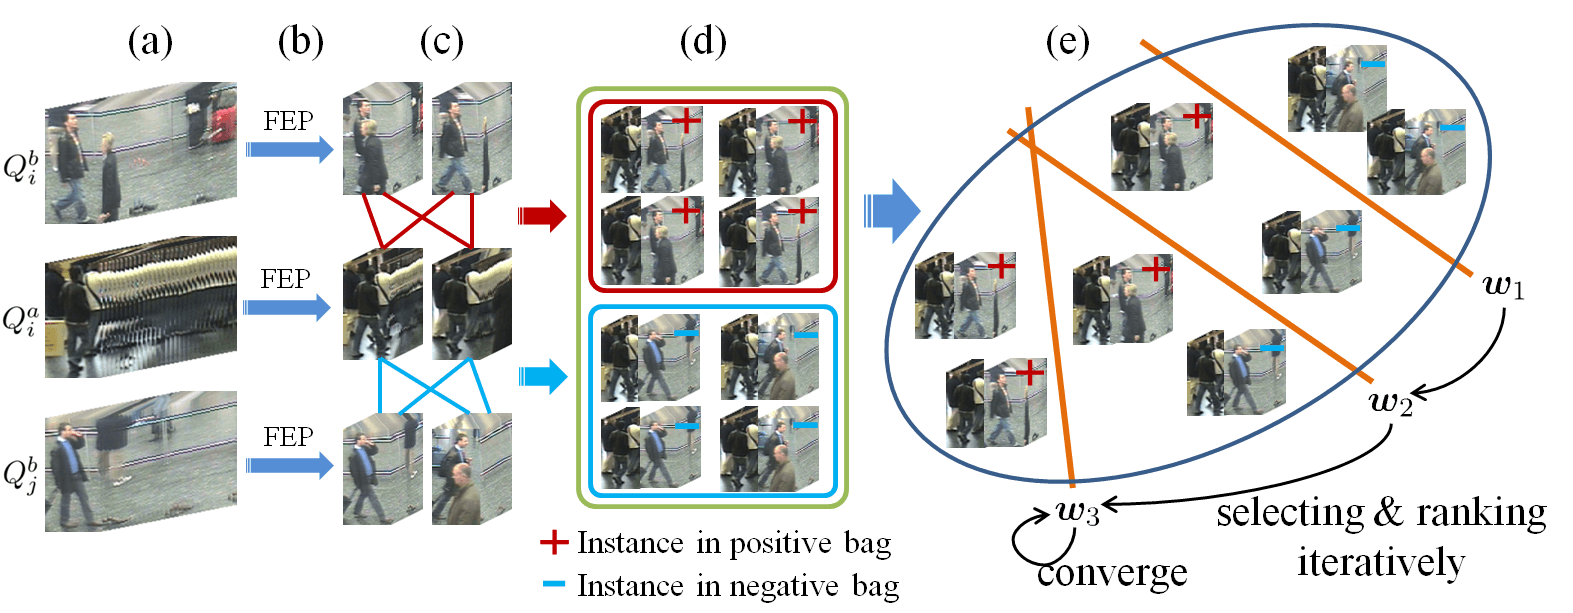 (a) (b) (c) (d) (e)
FEP
Q_i^b
FEP
Q_i^a
FEP
Q_j^b
w_1
w_2
w_3
selecting & ranking
iteratively
converge
+ Instance in positive bag
− Instance in negative bag